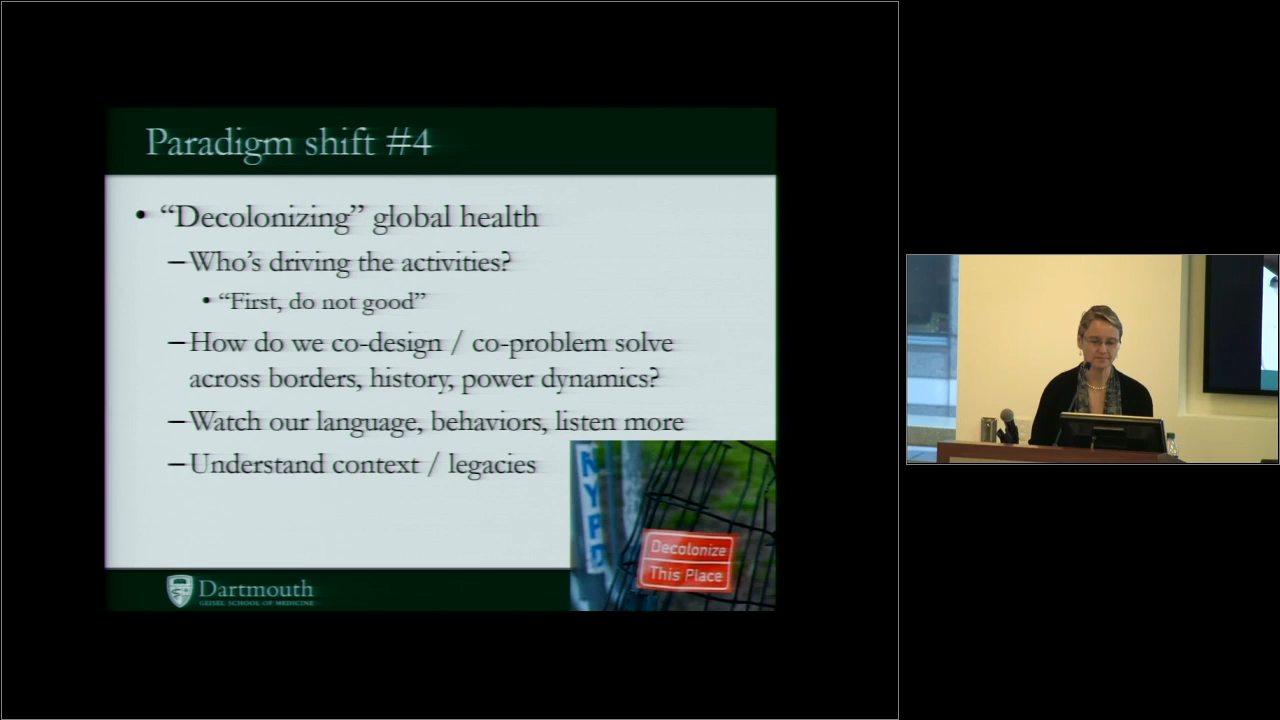 Paradigm shift #4
• “Decolonizing” global health
–Who’s driving the activities?
• “First, do not good”
–How do we co-design / co-problem solve
across borders, history, power dynamics?
–Watch our language, behaviors, listen more
–Understand context / legacies
NYPD
Decolonize
This Place
Dartmouth
GEISEL SCHOOL OF MEDICINE